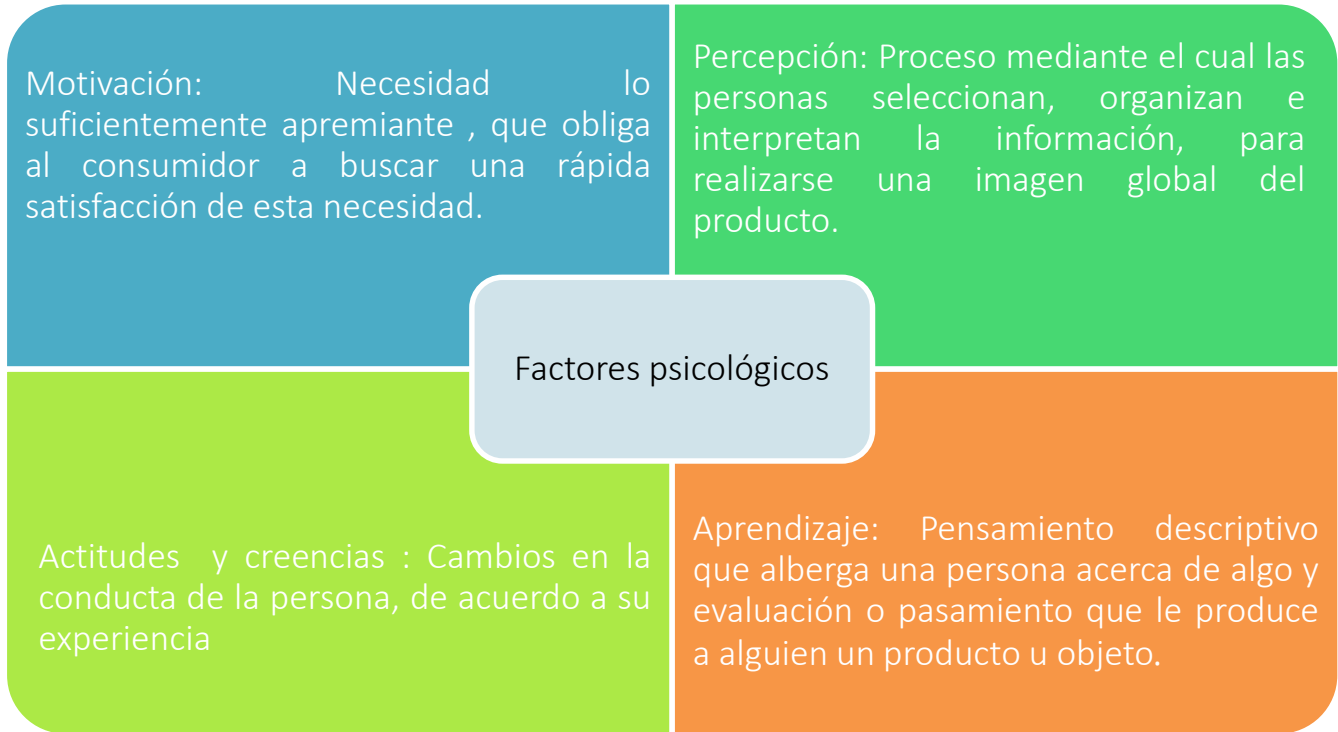 Motivación: Necesidad lo
suficientemente apremiante , que obliga
al consumidor a buscar una rápida
satisfacción de esta necesidad.
Percepción: Proceso mediante el cual las
personas seleccionan, organizan e
interpretan la información, para
realizarse una imagen global del
producto.
Factores psicológicos
Actitudes y creencias : Cambios en la
conducta de la persona, de acuerdo a su
experiencia
Aprendizaje: Pensamiento descriptivo
que alberga una persona acerca de algo y
evaluación o pasamiento que le produce
a alguien un producto u objeto.